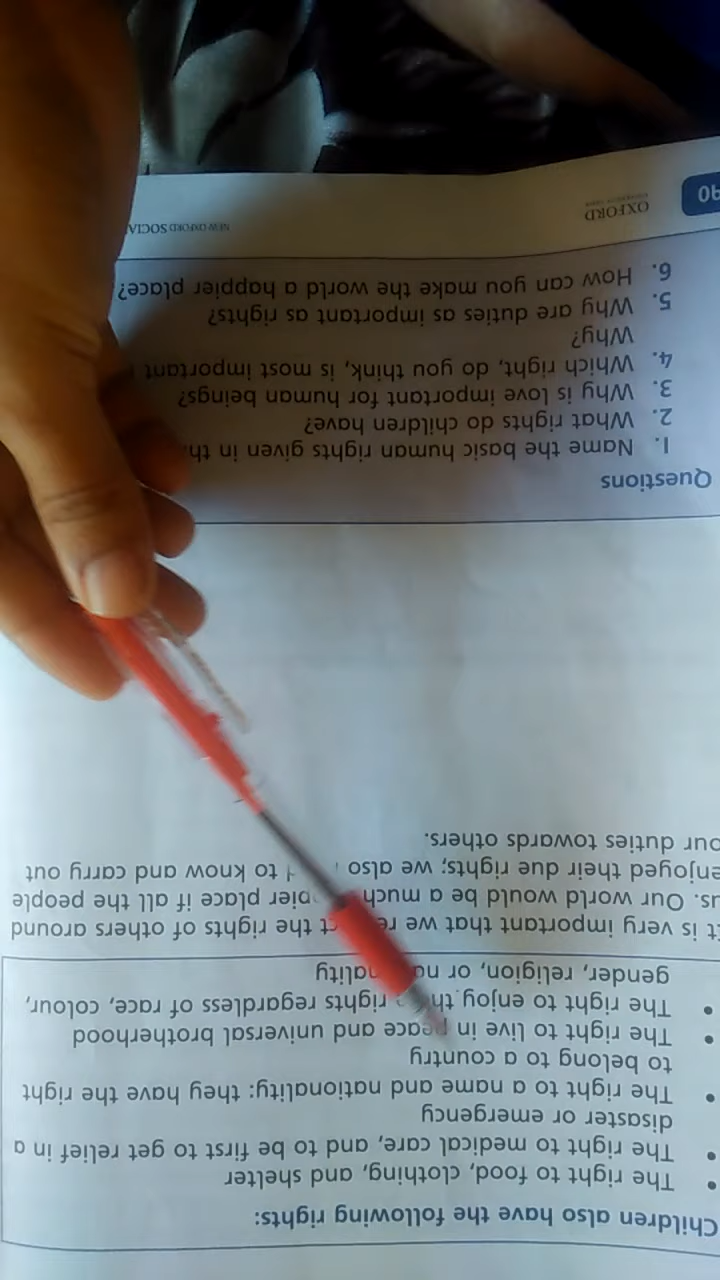 Children also have the following rights:
• The right to food, clothing, and shelter
• The right to medical care, and to be first to get relief in a
disaster or emergency
• The right to a name and nationality: they have the right
to belong to a country
• The right to live in peace and universal brotherhood
• The right to enjoy rights regardless of race, colour,
gender, religion, or
It is very important that we the rights of others around
us. Our world would be a much place if all the people
enjoyed their due rights; we also to know and carry out
our duties towards others.
Questions
1. Name the basic human rights given in
2. What rights do children have?
3. Why is love important for human beings?
4. Which right, do you think, is most important
Why?
5. Why are duties as important as rights?
6. How can you make the world a happier place?
90 OXFORD NEW OXFORD